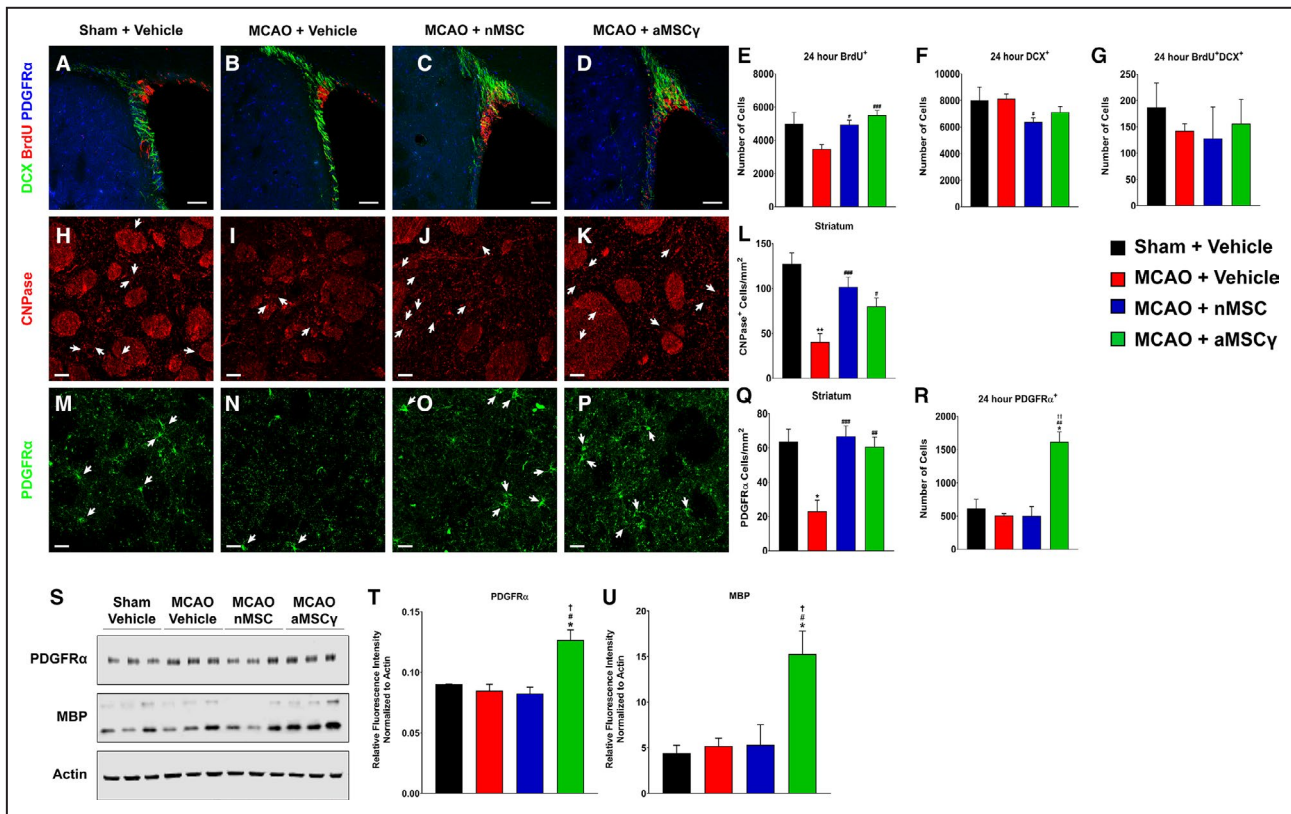 Sham + Vehicle
MCAO + Vehicle
MCAO + nMSC
MCAO + aMSCγ
DCX BrdU PDGFRα
A
B
C
D
E
24 hour BrdU⁺
Number of Cells
8000
6000
4000
2000
0
#
###
F
24 hour DCX⁺
Number of Cells
10000
8000
6000
4000
2000
0
#
G
24 hour BrdU⁺DCX⁺
Number of Cells
250
200
150
100
50
0
CNPase
H
I
J
K
L
Striatum
CNPase⁺ Cells/mm²
150
100
50
0
###
#
Sham + Vehicle
MCAO + Vehicle
MCAO + nMSC
MCAO + aMSCγ
PDGFRα
M
N
O
P
Q
Striatum
PDGFRα Cells/mm²
80
60
40
20
0
*
###
##
R
24 hour PDGFRα⁺
Number of Cells
2000
1500
1000
500
0
††
##
*
S
Sham
Vehicle
MCAO
Vehicle
MCAO
nMSC
MCAO
aMSCγ
PDGFRα
MBP
Actin
T
PDGFRα
Relative Fluorescence Intensity
Normalized to Actin
0.15
0.10
0.05
0.00
†
#
*
U
MBP
Relative Fluorescence Intensity
Normalized to Actin
20
15
10
5
0
†
#
*